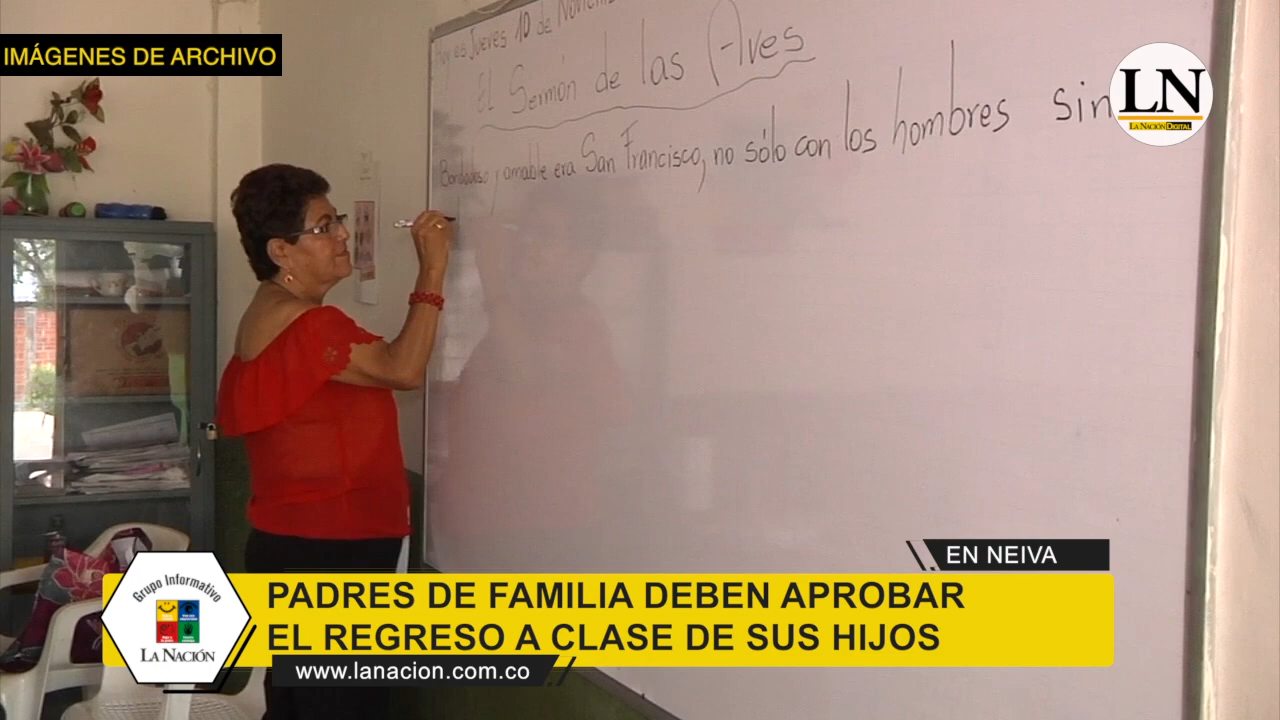 IMÁGENES DE ARCHIVO
Hoy es Jueves 10 de Noviem
El Sermón de las Aves
Bondadoso y amable era San Francisco, no sólo con los hombres sin
LN
LA NACIÓN DIGITAL
EN NEIVA
PADRES DE FAMILIA DEBEN APROBAR
EL REGRESO A CLASE DE SUS HIJOS
Grupo Informativo
LA NACIÓN
www.lanacion.com.co